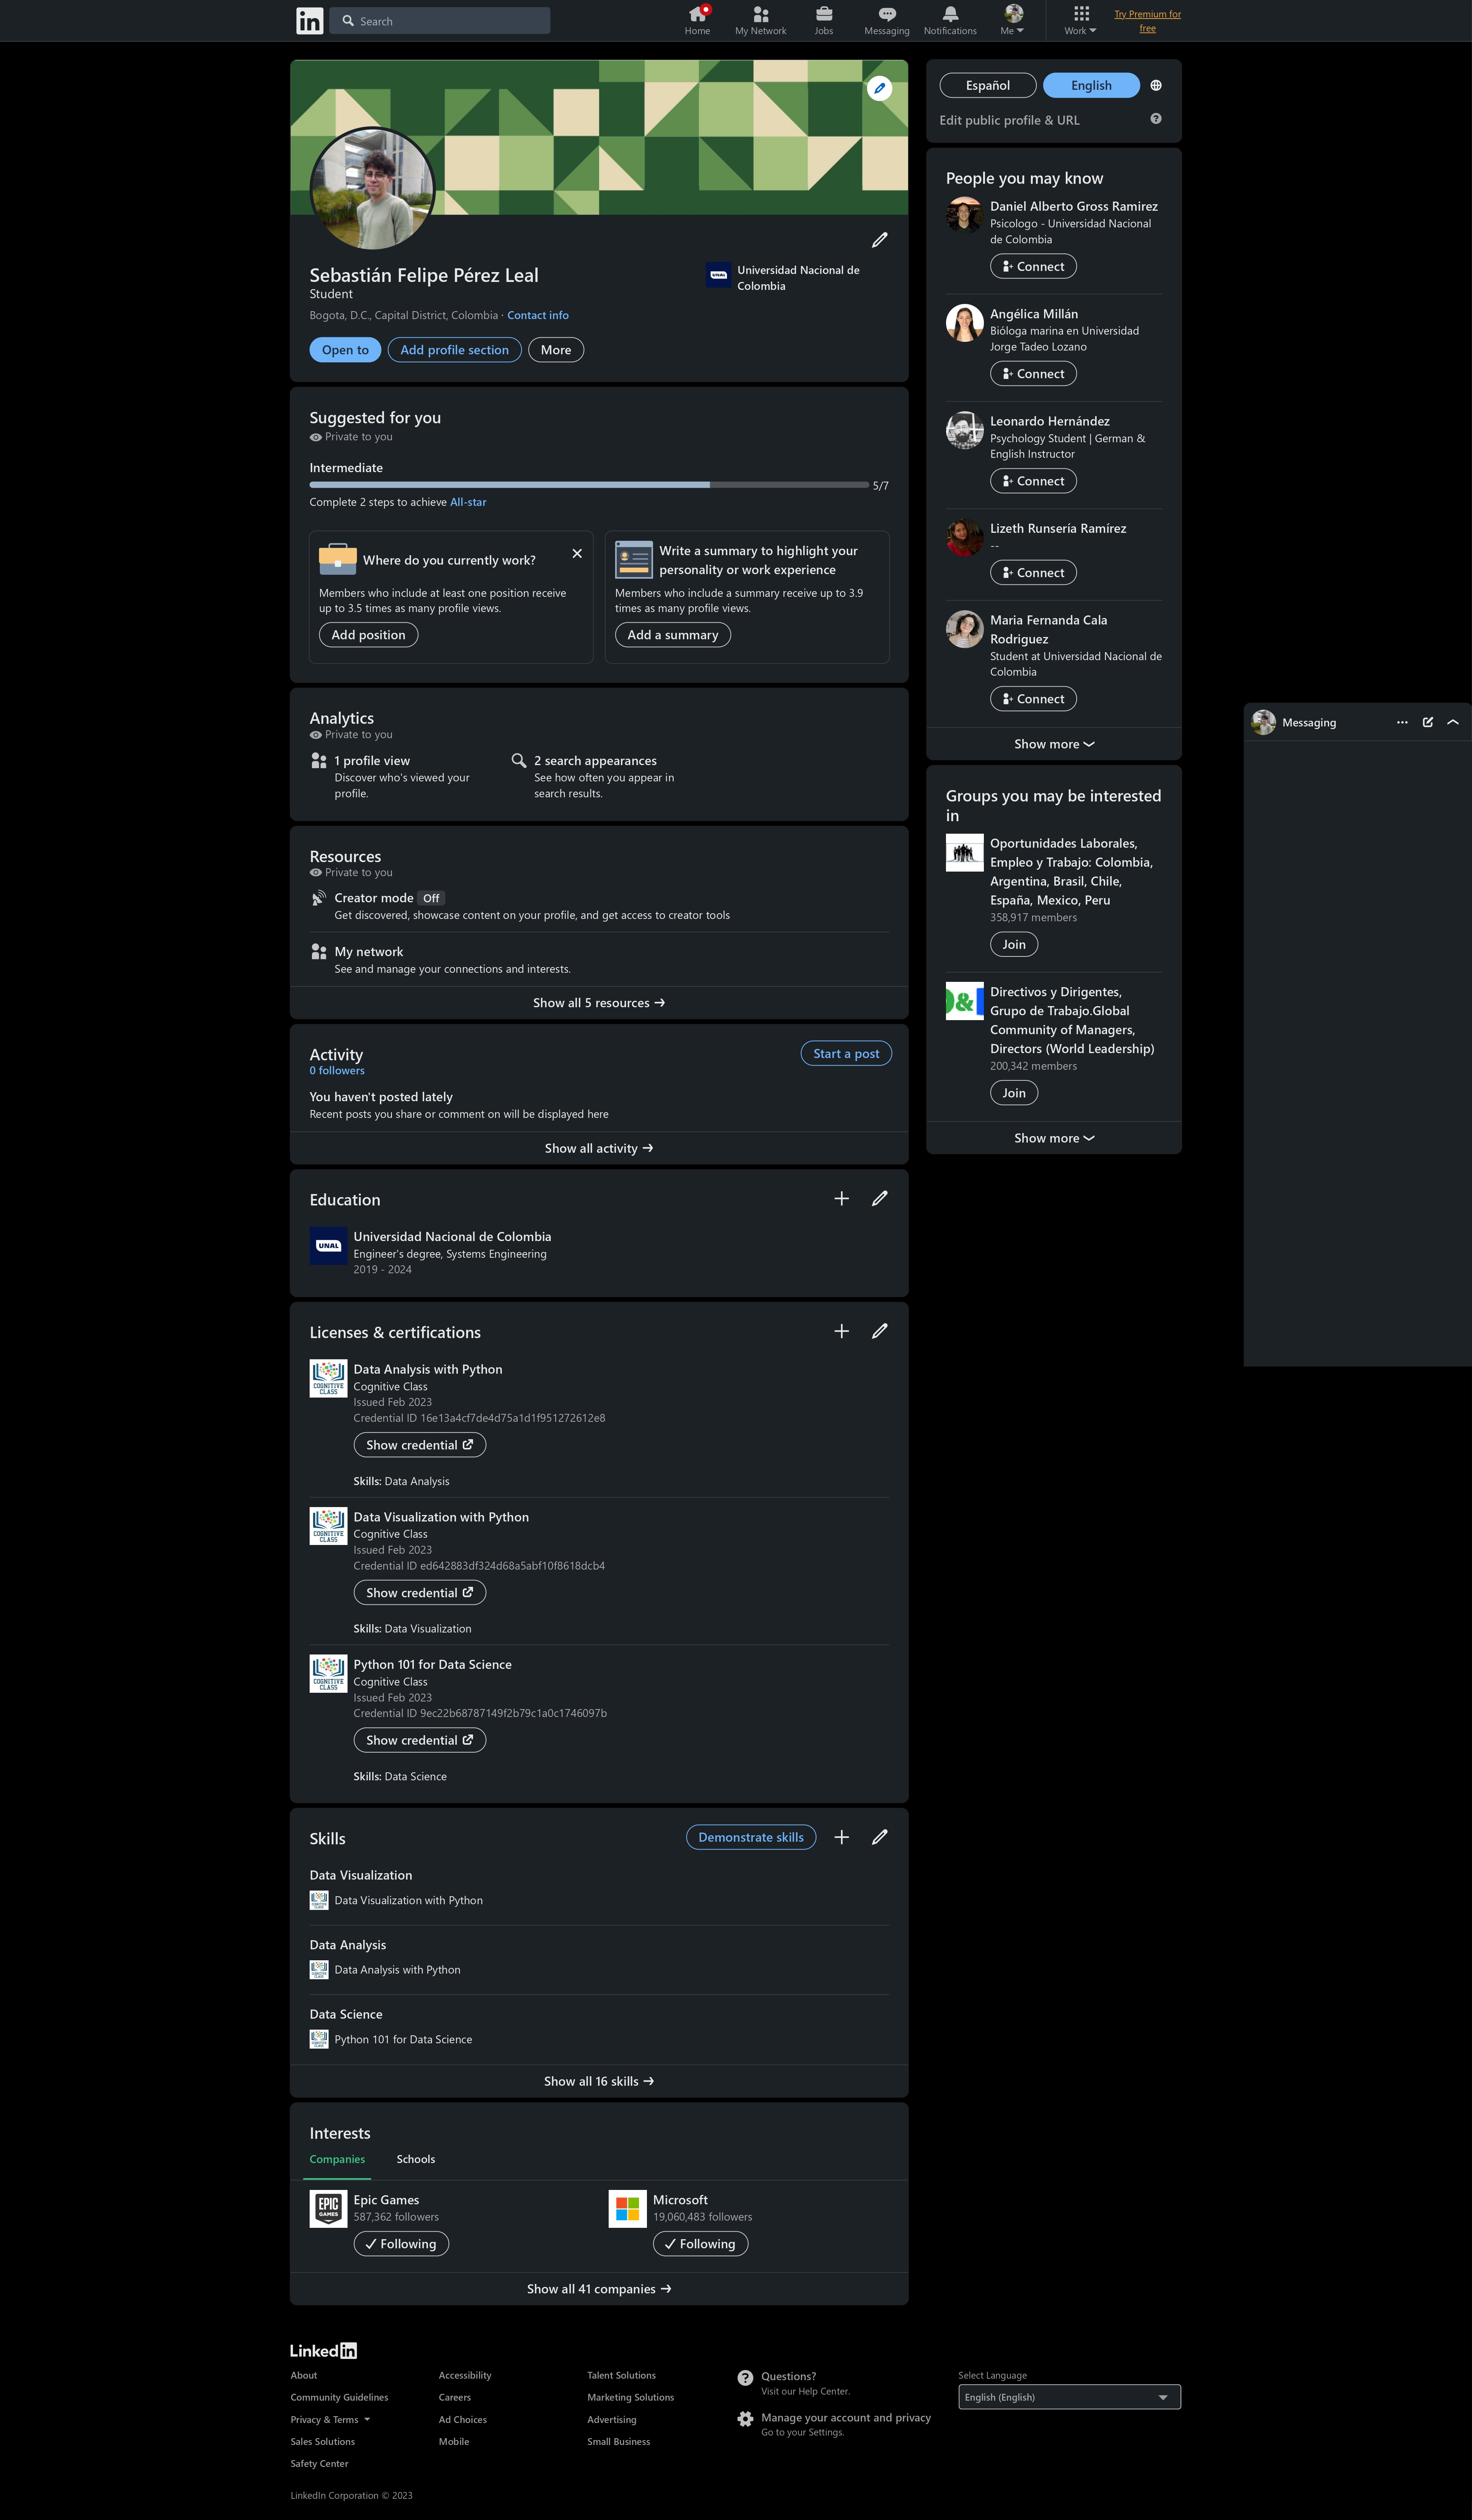 in
Search
Home
My Network
Jobs
Messaging
Notifications
Me
Work
Try Premium for
free
Sebastián Felipe Pérez Leal
Student
Bogota, D.C., Capital District, Colombia · Contact info
UNAL
Universidad Nacional de
Colombia
Open to
Add profile section
More
Suggested for you
Private to you
Intermediate
5/7
Complete 2 steps to achieve All-star
Where do you currently work?
Members who include at least one position receive
up to 3.5 times as many profile views.
Add position
Write a summary to highlight your
personality or work experience
Members who include a summary receive up to 3.9
times as many profile views.
Add a summary
Analytics
Private to you
1 profile view
Discover who's viewed your
profile.
2 search appearances
See how often you appear in
search results.
Resources
Private to you
Creator mode Off
Get discovered, showcase content on your profile, and get access to creator tools
My network
See and manage your connections and interests.
Show all 5 resources →
Activity
0 followers
Start a post
You haven't posted lately
Recent posts you share or comment on will be displayed here
Show all activity →
Education
UNAL
Universidad Nacional de Colombia
Engineer's degree, Systems Engineering
2019 - 2024
Licenses & certifications
COGNITIVE
CLASS
Data Analysis with Python
Cognitive Class
Issued Feb 2023
Credential ID 16e13a4cf7de4d75a1d1f951272612e8
Show credential
Skills: Data Analysis
COGNITIVE
CLASS
Data Visualization with Python
Cognitive Class
Issued Feb 2023
Credential ID ed642883df324d68a5abf10f8618dcb4
Show credential
Skills: Data Visualization
COGNITIVE
CLASS
Python 101 for Data Science
Cognitive Class
Issued Feb 2023
Credential ID 9ec22b68787149f2b79c1a0c1746097b
Show credential
Skills: Data Science
Skills
Demonstrate skills
Data Visualization
Data Visualization with Python
Data Analysis
Data Analysis with Python
Data Science
Python 101 for Data Science
Show all 16 skills →
Interests
Companies
Schools
EPIC
GAMES
Epic Games
587,362 followers
Following
Microsoft
19,060,483 followers
Following
Show all 41 companies →
Español
English
Edit public profile & URL
People you may know
Daniel Alberto Gross Ramirez
Psicologo - Universidad Nacional
de Colombia
Connect
Angélica Millán
Bióloga marina en Universidad
Jorge Tadeo Lozano
Connect
Leonardo Hernández
Psychology Student | German &
English Instructor
Connect
Lizeth Runsería Ramírez
--
Connect
Maria Fernanda Cala
Rodriguez
Student at Universidad Nacional de
Colombia
Connect
Show more
Groups you may be interested
in
Oportunidades Laborales,
Empleo y Trabajo: Colombia,
Argentina, Brasil, Chile,
España, Mexico, Peru
358,917 members
Join
Directivos y Dirigentes,
Grupo de Trabajo.Global
Community of Managers,
Directors (World Leadership)
200,342 members
Join
Show more
Messaging
LinkedIn
About
Community Guidelines
Privacy & Terms
Sales Solutions
Safety Center
Accessibility
Careers
Ad Choices
Mobile
Talent Solutions
Marketing Solutions
Advertising
Small Business
Questions?
Visit our Help Center.
Manage your account and privacy
Go to your Settings.
Select Language
English (English)
LinkedIn Corporation © 2023